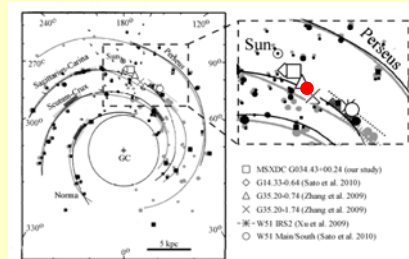 240° 180° 120°
270° 90°
300°
330° 0° 30°
Sun
Perseus
Sagittarius-Carina
Scutum-Crux
Norma
GC
5 kpc
Sun
Perseus
□ MSXDC G034.43+00.24 (our study)
◇ G14.33-0.64 (Sato et al. 2010)
△ G35.20-0.74 (Zhang et al. 2009)
× G35.20-1.74 (Zhang et al. 2009)
-✳- W51 IRS2 (Xu et al. 2009)
○ W51 Main/South (Sato et al. 2010)